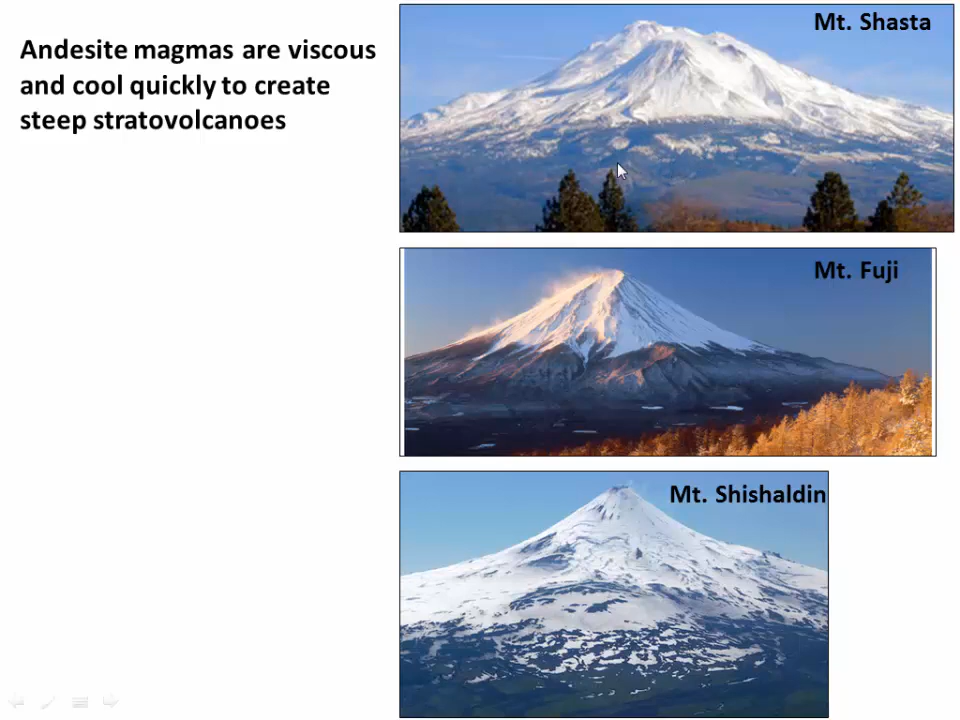 Andesite magmas are viscous
and cool quickly to create
steep stratovolcanoes
Mt. Shasta
Mt. Fuji
Mt. Shishaldin